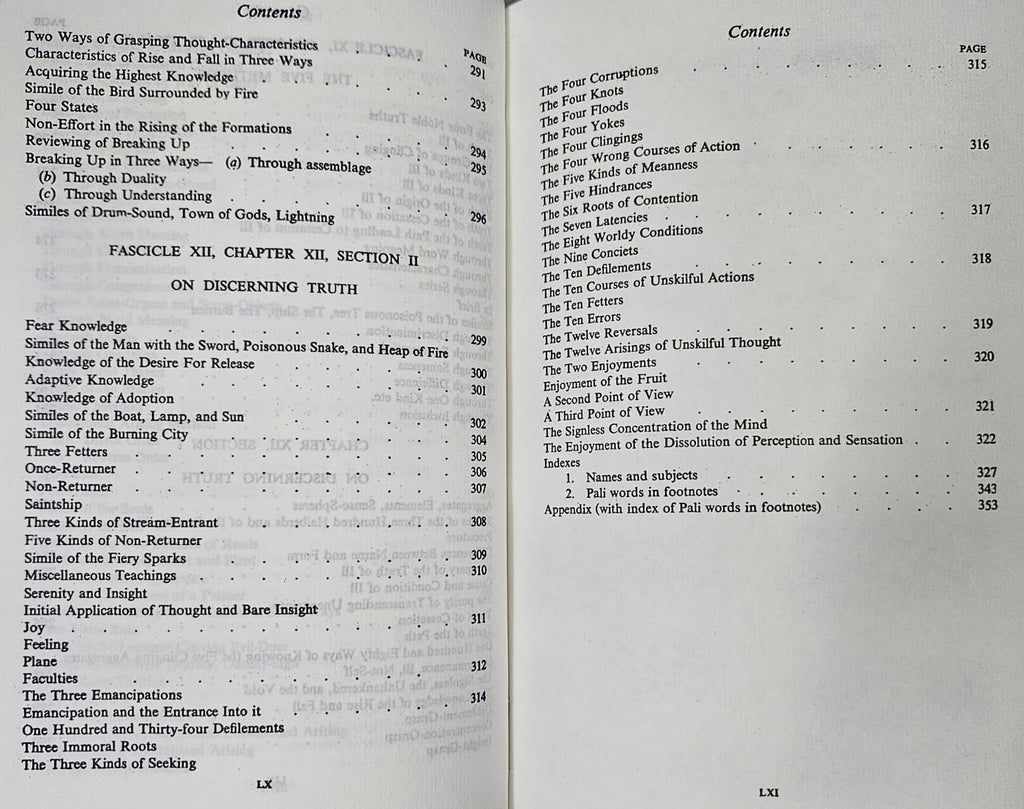 Contents
PAGE
Two Ways of Grasping Thought-Characteristics
Characteristics of Rise and Fall in Three Ways . 291
Acquiring the Highest Knowledge
Simile of the Bird Surrounded by Fire . . . . 293
Four States
Non-Effort in the Rising of the Formations
Reviewing of Breaking Up . . . . . 294
Breaking Up in Three Ways— (a) Through assemblage 295
(b) Through Duality
(c) Through Understanding . . . . . 296
Similes of Drum-Sound, Town of Gods, Lightning
FASCICLE XII, CHAPTER XII, SECTION II
ON DISCERNING TRUTH
Fear Knowledge . . . . . . 299
Similes of the Man with the Sword, Poisonous Snake, and Heap of Fire
Knowledge of the Desire For Release . . . . 300
Adaptive Knowledge . . . . . 301
Knowledge of Adoption
Similes of the Boat, Lamp, and Sun . . . . 302
Simile of the Burning City . . . . . 304
Three Fetters . . . . . . 305
Once-Returner . . . . . . 306
Non-Returner . . . . . . 307
Saintship
Three Kinds of Stream-Entrant . . . . . 308
Five Kinds of Non-Returner
Simile of the Fiery Sparks . . . . . 309
Miscellaneous Teachings . . . . . 310
Serenity and Insight
Initial Application of Thought and Bare Insight
Joy . . . . . . . . 311
Feeling
Plane
Faculties . . . . . . . 312
The Three Emancipations
Emancipation and the Entrance Into it . . . . 314
One Hundred and Thirty-four Defilements
Three Immoral Roots
The Three Kinds of Seeking
LX
Contents
PAGE
The Four Corruptions . . . . . . 315
The Four Knots
The Four Floods
The Four Yokes
The Four Clingings
The Four Wrong Courses of Action . . . . . 316
The Five Kinds of Meanness
The Five Hindrances
The Six Roots of Contention
The Seven Latencies . . . . . . 317
The Eight Worldy Conditions
The Nine Conciets
The Ten Defilements . . . . . . 318
The Ten Courses of Unskilful Actions
The Ten Fetters
The Ten Errors
The Twelve Reversals . . . . . . 319
The Twelve Arisings of Unskilful Thought
The Two Enjoyments . . . . . . 320
Enjoyment of the Fruit
A Second Point of View
A Third Point of View . . . . . . 321
The Signless Concentration of the Mind
The Enjoyment of the Dissolution of Perception and Sensation . . 322
Indexes
1. Names and subjects . . . . . . 327
2. Pali words in footnotes . . . . . . 343
Appendix (with index of Pali words in footnotes) . . . . 353
LXI